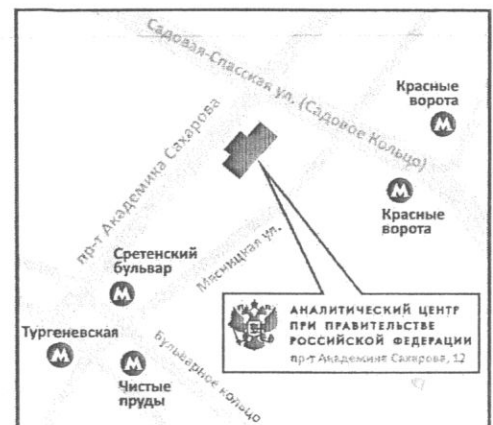 Садовая-Спасская ул. (Садовое Кольцо)
Красные
ворота
пр-т Академика Сахарова
Красные
ворота
Мясницкая ул.
Сретенский
бульвар
АНАЛИТИЧЕСКИЙ ЦЕНТР
ПРИ ПРАВИТЕЛЬСТВЕ
РОССИЙСКОЙ ФЕДЕРАЦИИ
пр-т Академика Сахарова, 12
Тургеневская
Бульварное кольцо
Чистые
пруды